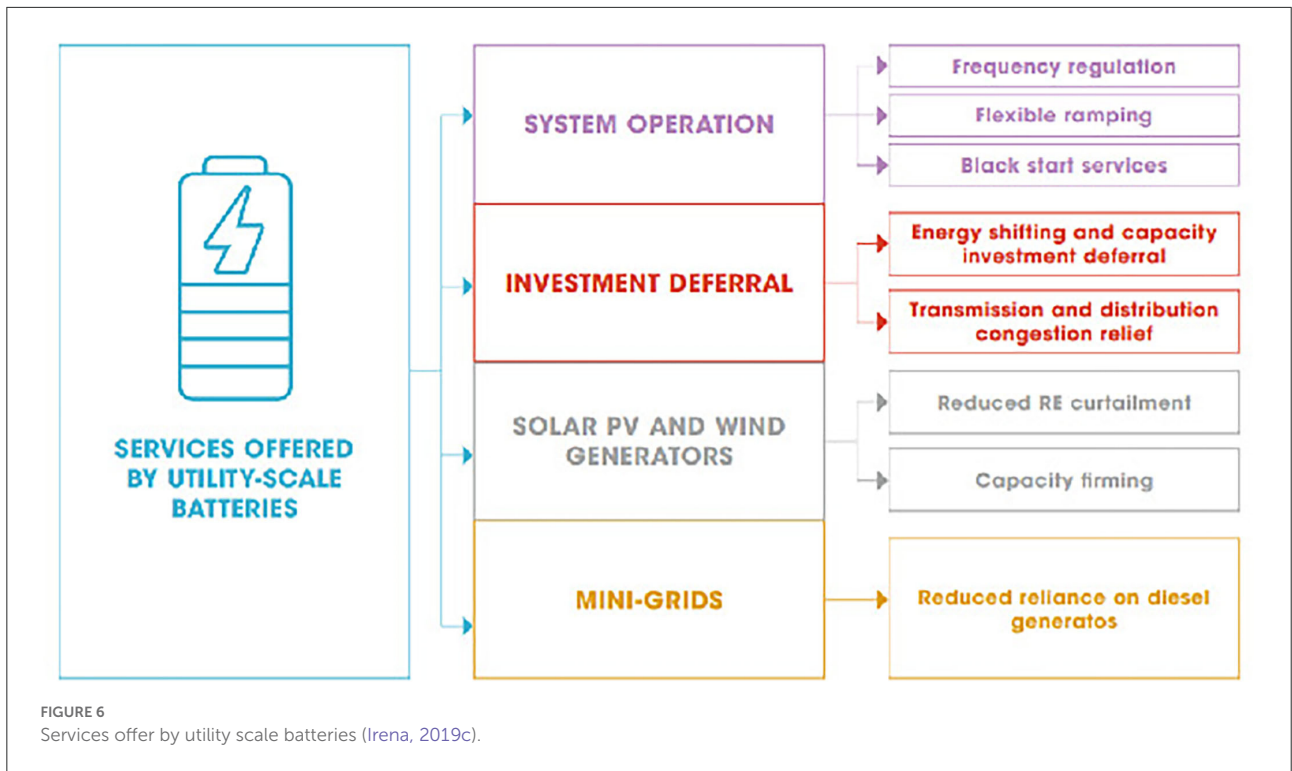 SERVICES OFFERED
BY UTILITY-SCALE
BATTERIES
SYSTEM OPERATION
Frequency regulation
Flexible ramping
Black start services
INVESTMENT DEFERRAL
Energy shifting and capacity
investment deferral
Transmission and distribution
congestion relief
SOLAR PV AND WIND
GENERATORS
Reduced RE curtailment
Capacity firming
MINI-GRIDS
Reduced reliance on diesel
generatos
FIGURE 6
Services offer by utility scale batteries (Irena, 2019c).